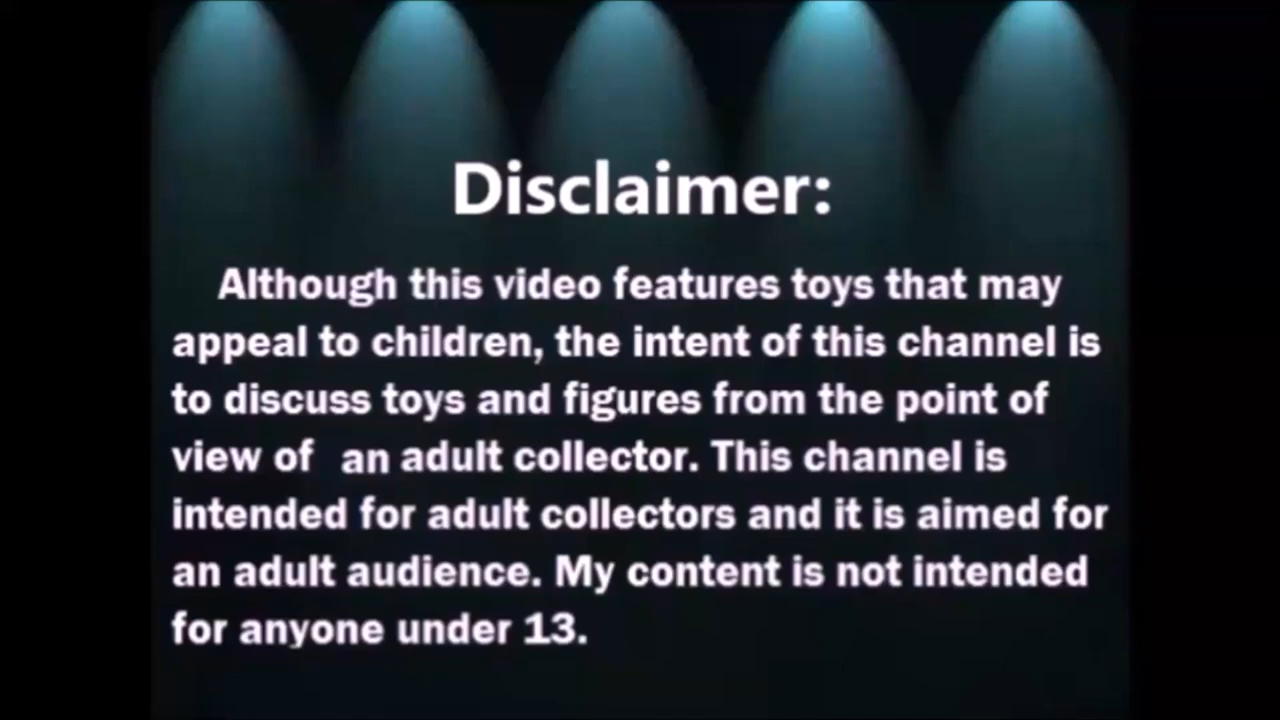 Disclaimer:
Although this video features toys that may
appeal to children, the intent of this channel is
to discuss toys and figures from the point of
view of an adult collector. This channel is
intended for adult collectors and it is aimed for
an adult audience. My content is not intended
for anyone under 13.